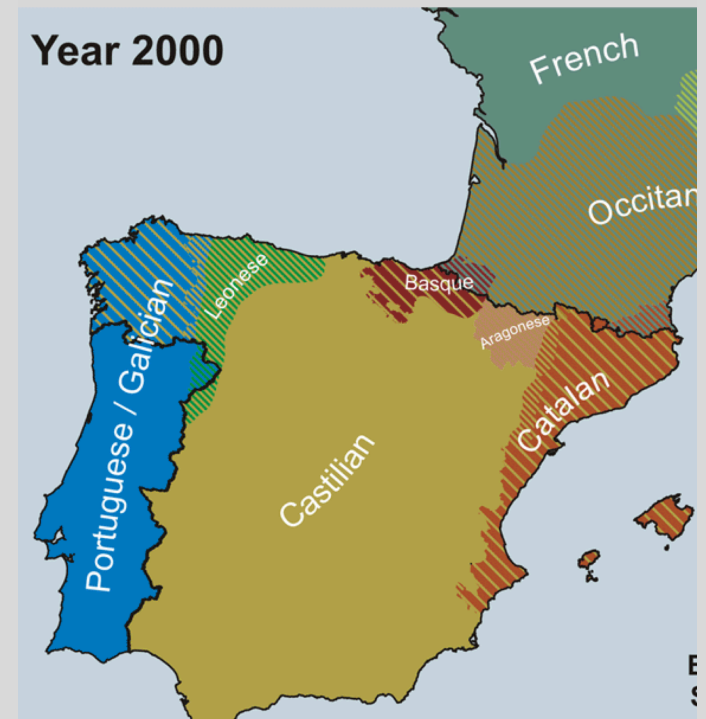 Year 2000
French
Occitan
Leonese
Basque
Aragonese
Portuguese / Galician
Catalan
Castilian